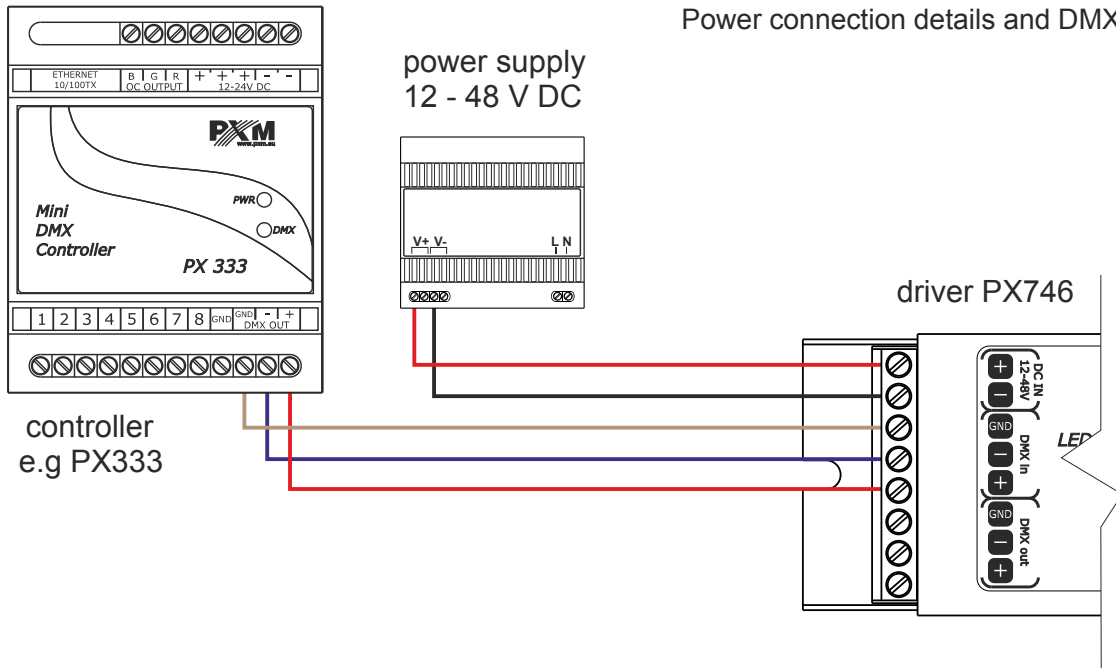 Power connection details and DMX
power supply
12 - 48 V DC
ETHERNET
10/100TX
B G R
OC OUTPUT
+ + + - -
12-24V DC
PXM
www.pxm.eu
PWR
DMX
Mini
DMX
Controller
PX 333
1 2 3 4 5 6 7 8 GND GND - +
DMX OUT
controller
e.g PX333
V+ V-
L N
driver PX746
+
-
DC IN
12-48V
GND
-
+
DMX in
GND
-
+
DMX out
LED